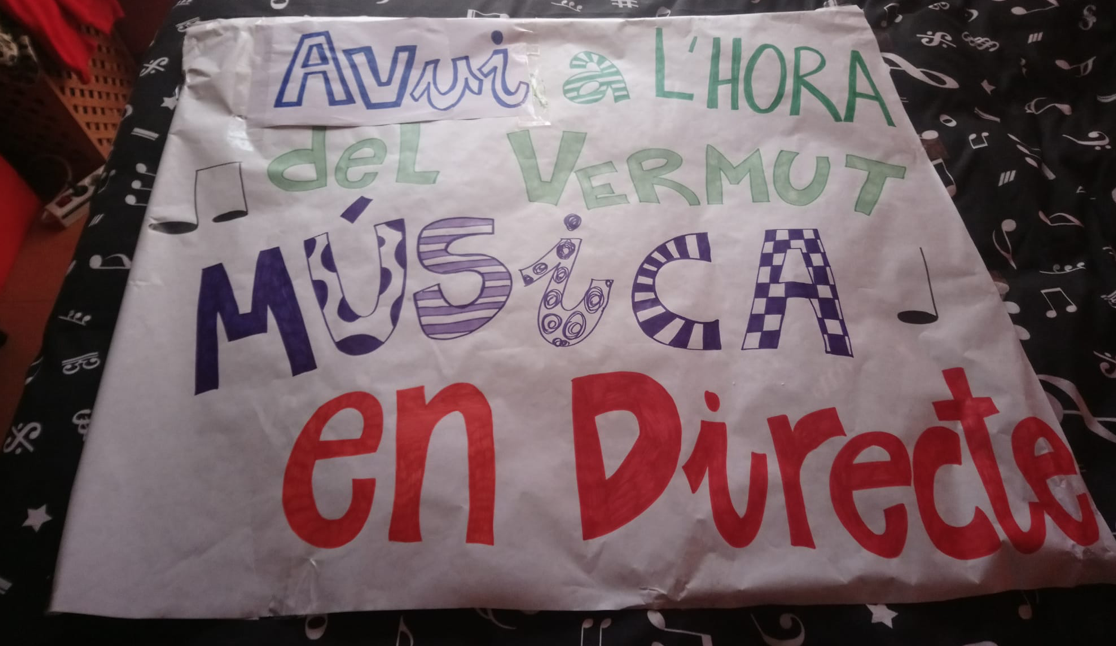 Avui a L'HORA
del VERMUT
MÚSiCA
en Directe